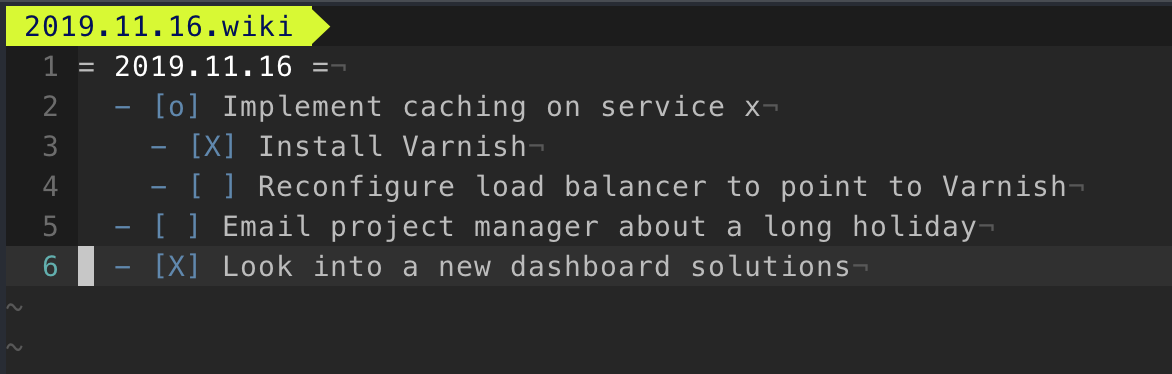 2019.11.16.wiki
1 = 2019.11.16 =¬
2 - [o] Implement caching on service x¬
3 - [X] Install Varnish¬
4 - [ ] Reconfigure load balancer to point to Varnish¬
5 - [ ] Email project manager about a long holiday¬
6 - [X] Look into a new dashboard solutions¬
~
~